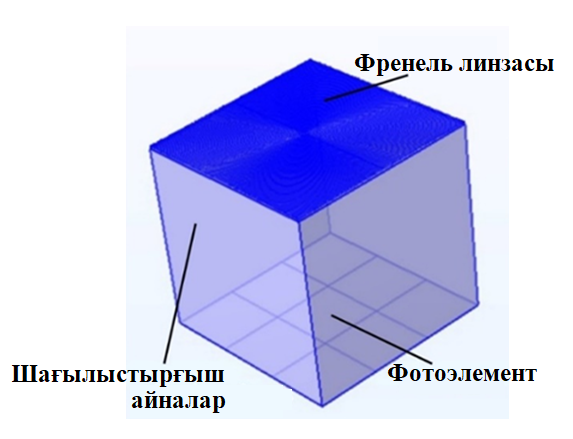 Френель линзасы
Шағылыстырғыш
айналар
Фотоэлемент